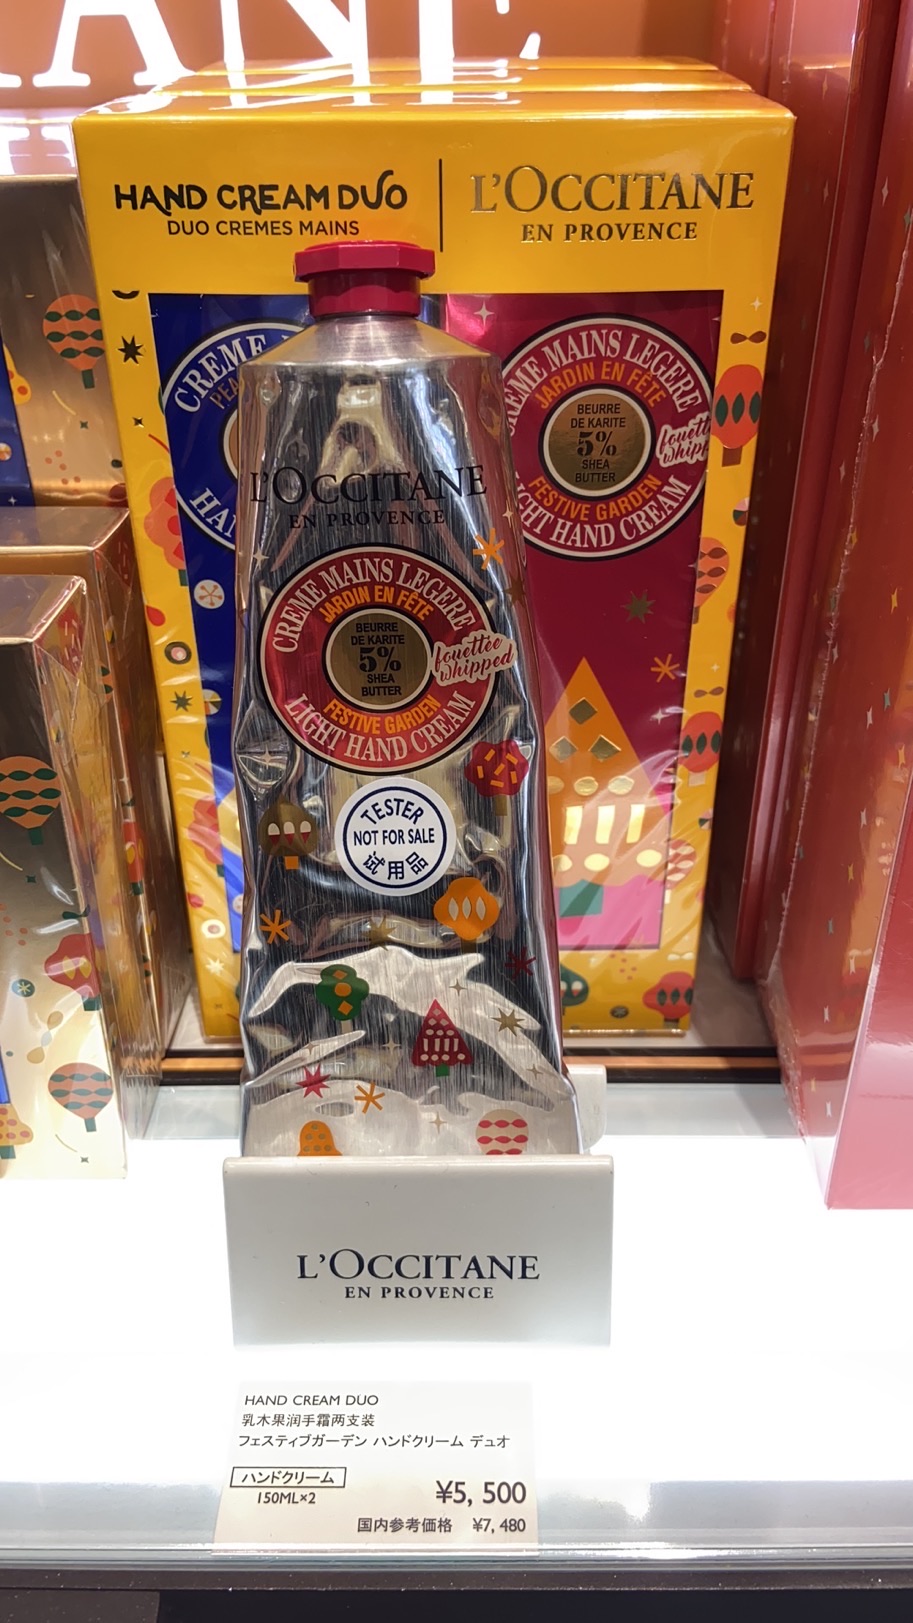 HAND CREAM DUO
DUO CREMES MAINS
L'OCCITANE
EN PROVENCE
CREME
HAN
CREME MAINS LEGERE
JARDIN EN FÊTE
BEURRE
DE KARITE
5%
SHEA
BUTTER
fouett
whipp
FESTIVE GARDEN
LIGHT HAND CREAM
L'OCCITANE
EN PROVENCE
CREME MAINS LEGERE
JARDIN EN FÊTE
BEURRE
DE KARITE
5%
SHEA
BUTTER
fouettée
whipped
FESTIVE GARDEN
LIGHT HAND CREAM
TESTER
NOT FOR SALE
试用品
L'OCCITANE
EN PROVENCE
HAND CREAM DUO
乳木果润手霜两支装
フェスティブガーデン ハンドクリーム デュオ
ハンドクリーム
150ML×2
¥5, 500
国内参考価格 ¥7, 480